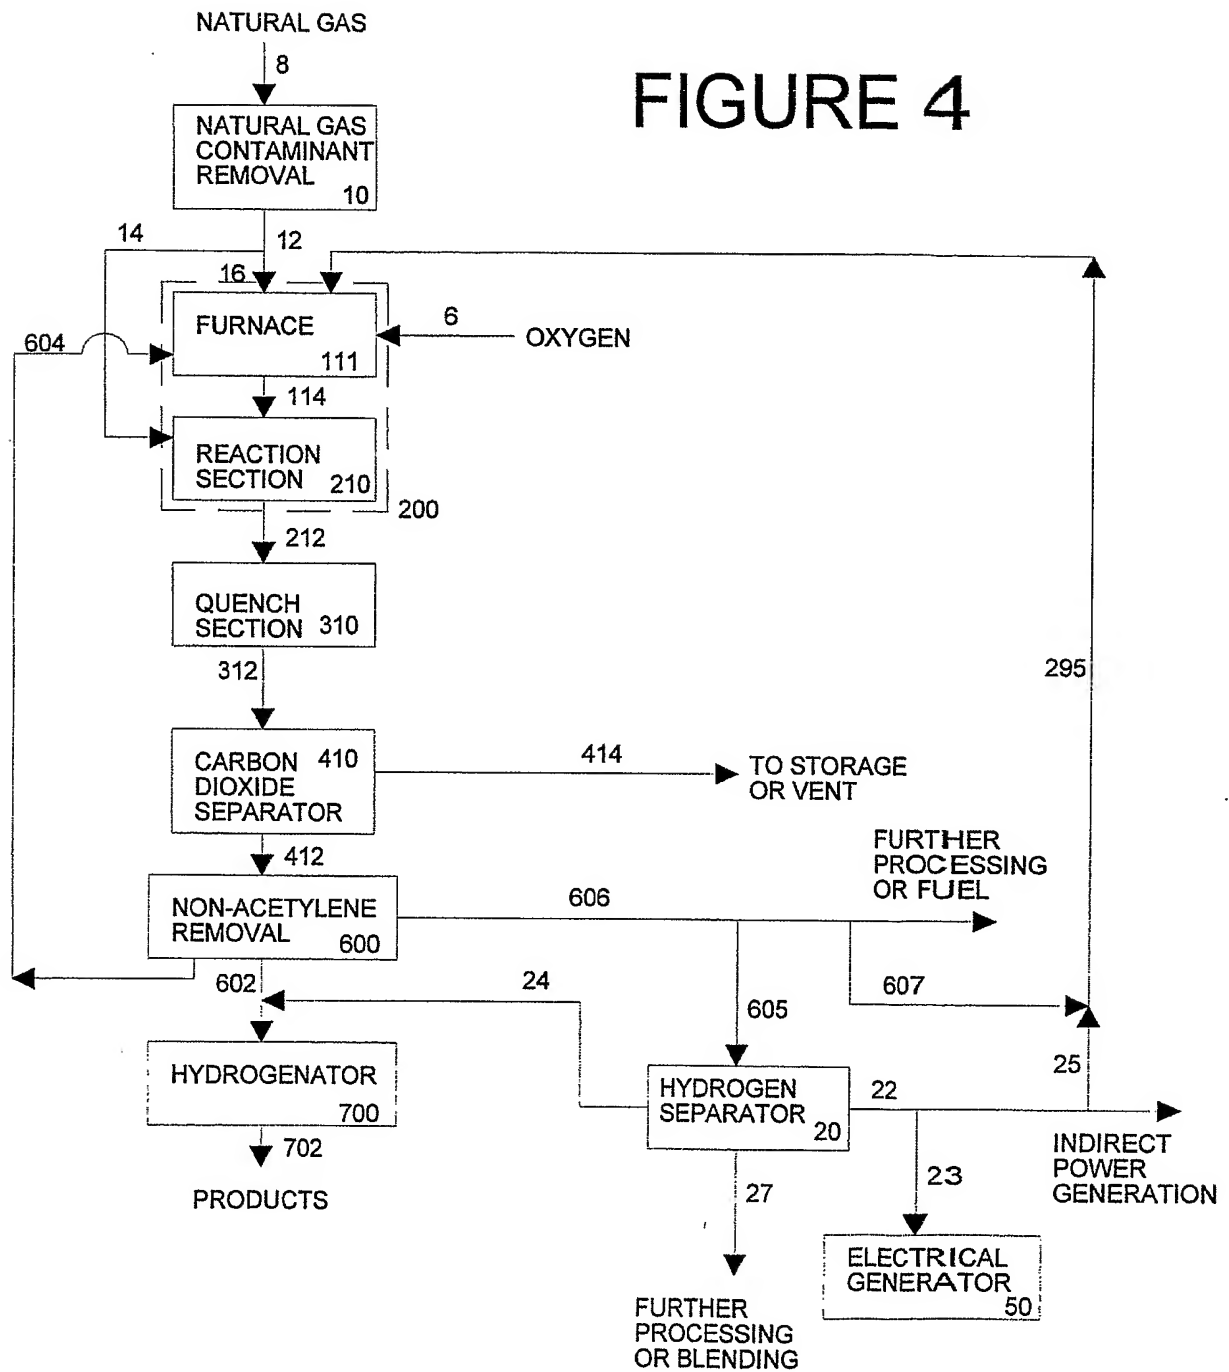 NATURAL GAS
8
FIGURE 4
NATURAL GAS
CONTAMINANT
REMOVAL
10
14
12
16
FURNACE
111
6
OXYGEN
604
114
REACTION
SECTION
210
200
212
QUENCH
SECTION
310
312
295
CARBON
DIOXIDE
SEPARATOR
410
414
TO STORAGE
OR VENT
412
FURTHER
PROCESSING
OR FUEL
NON-ACETYLENE
REMOVAL
600
606
602
24
605
607
25
HYDROGENATOR
700
HYDROGEN
SEPARATOR
20
22
702
PRODUCTS
27
23
INDIRECT
POWER
GENERATION
ELECTRICAL
GENERATOR
50
FURTHER
PROCESSING
OR BLENDING